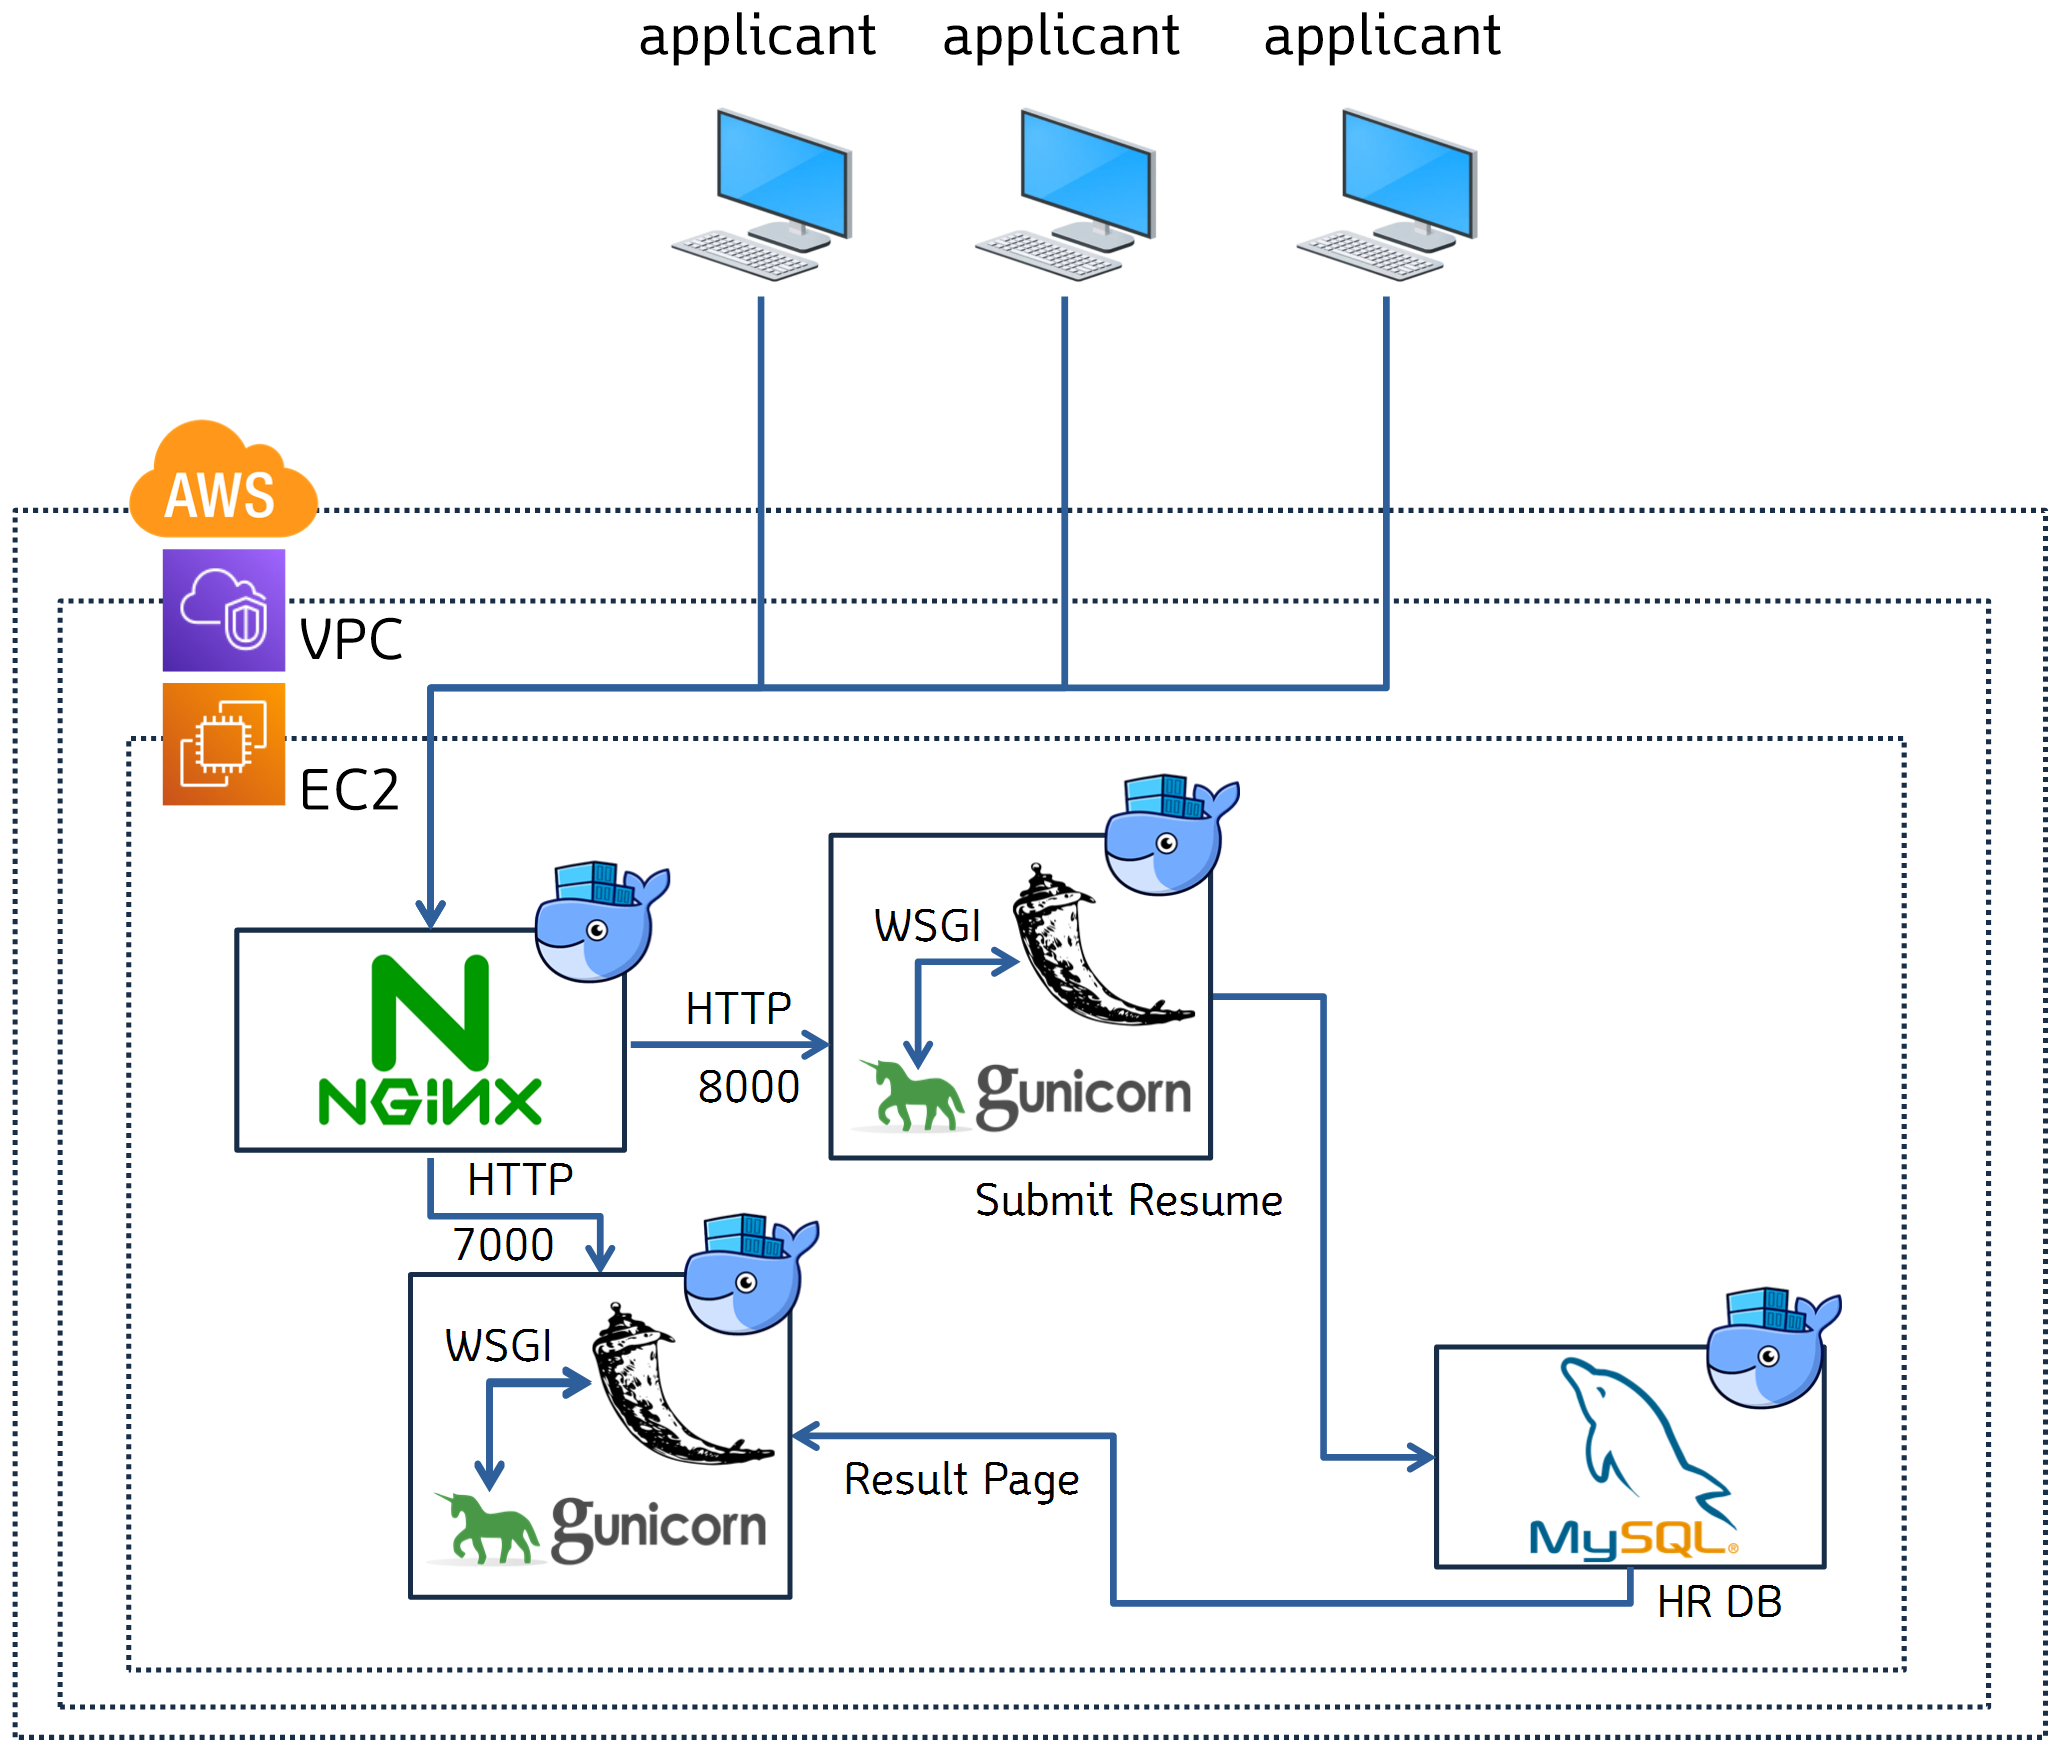 applicant applicant applicant
AWS
VPC
EC2
WSGI
HTTP
8000
NGINX
gunicorn
HTTP
Submit Resume
7000
WSGI
Result Page
gunicorn
MySQL®
HR DB